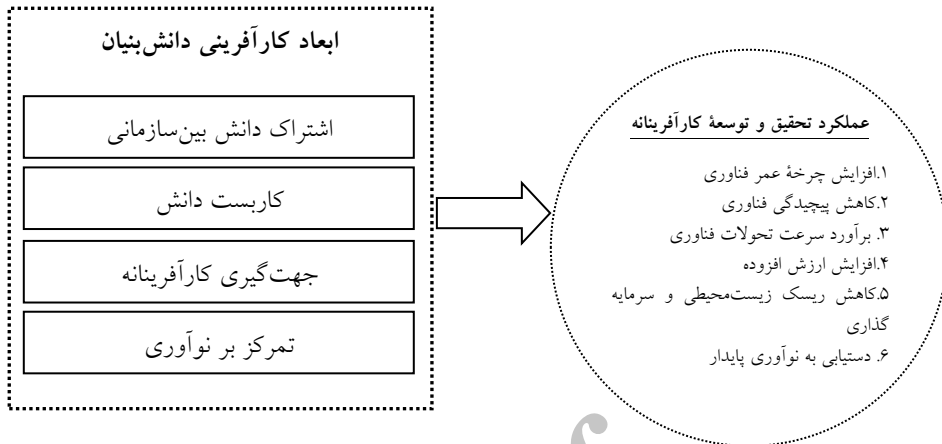 ابعاد کارآفرینی دانش‌بنیان
اشتراک دانش بین‌سازمانی
کاربست دانش
جهت‌گیری کارآفرینانه
تمرکز بر نوآوری
عملکرد تحقیق و توسعهٔ کارآفرینانه
۱.افزایش چرخهٔ عمر فناوری
۲.کاهش پیچیدگی فناوری
۳. برآورد سرعت تحولات فناوری
۴.افزایش ارزش افزوده
۵.کاهش ریسک زیست‌محیطی و سرمایه
گذاری
۶. دستیابی به نوآوری پایدار